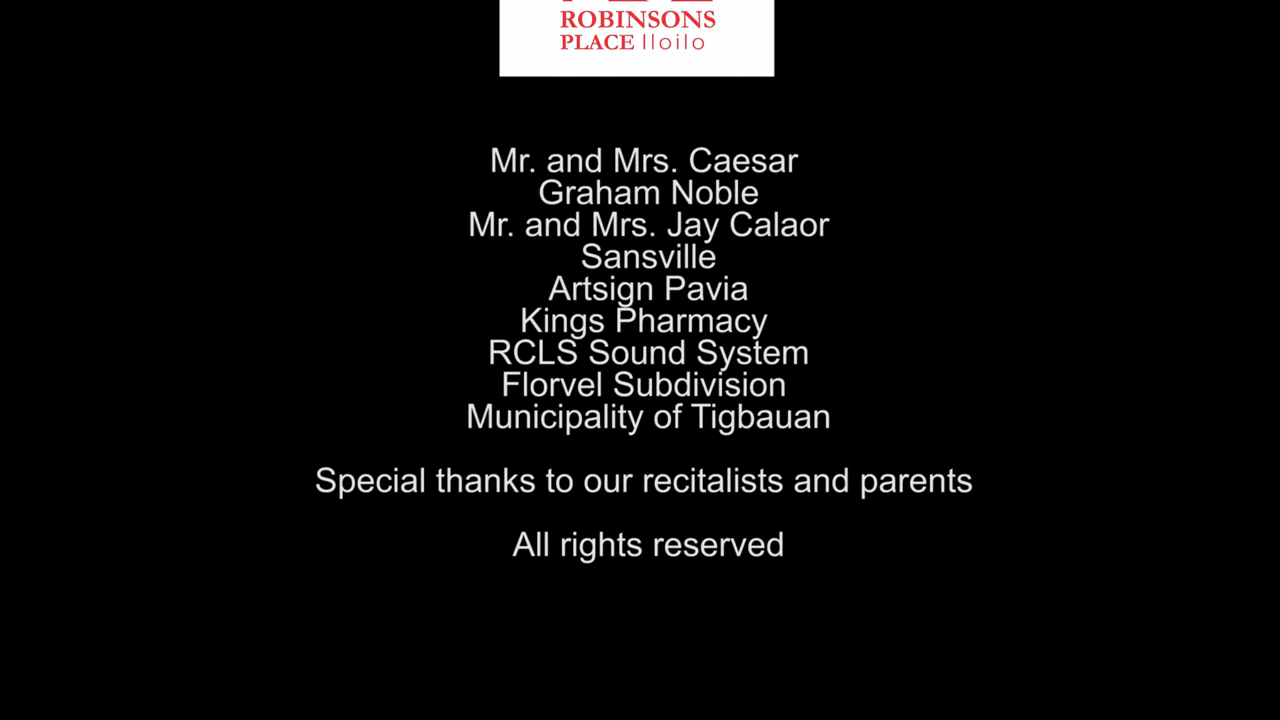 ROBINSONS
PLACE Iloilo
Mr. and Mrs. Caesar
Graham Noble
Mr. and Mrs. Jay Calaor
Sansville
Artsign Pavia
Kings Pharmacy
RCLS Sound System
Florvel Subdivision
Municipality of Tigbauan
Special thanks to our recitalists and parents
All rights reserved